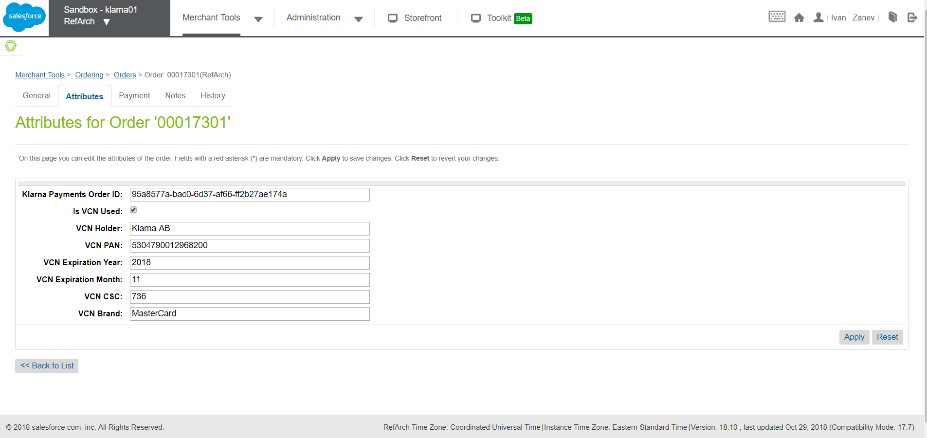 salesforce
Sandbox - klarna01
RefArch ▼
Merchant Tools
Administration
Storefront
Toolkit Beta
( Ivan Zanev )
Merchant Tools > Ordering > Orders > Order: 00017301(RefArch)
General Attributes Payment Notes History
Attributes for Order '00017301'
On this page you can edit the attributes of the order. Fields with a red asterisk (*) are mandatory. Click Apply to save changes. Click Reset to revert your changes.
Klarna Payments Order ID: 95a8577a-bac0-6d37-af66-ff2b27ae174a
Is VCN Used:
VCN Holder: Klarna AB
VCN PAN: 5304790012968200
VCN Expiration Year: 2018
VCN Expiration Month: 11
VCN CSC: 736
VCN Brand: MasterCard
Apply Reset
<< Back to List
© 2018 salesforce.com, inc. All Rights Reserved.
RefArch Time Zone: Coordinated Universal Time|Instance Time Zone: Eastern Standard Time|Version: 18.10 , last updated Oct 29, 2018 (Compatibility Mode: 17.7)